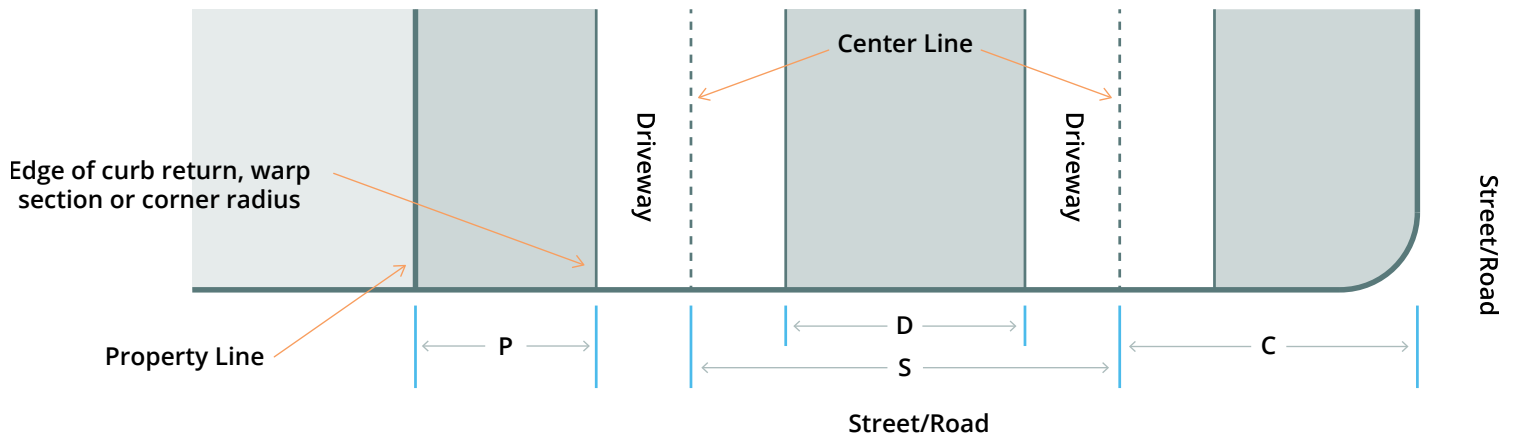 Center Line
Driveway
Driveway
Edge of curb return, warp
section or corner radius
Street/Road
Property Line
P
D
S
C
Street/Road